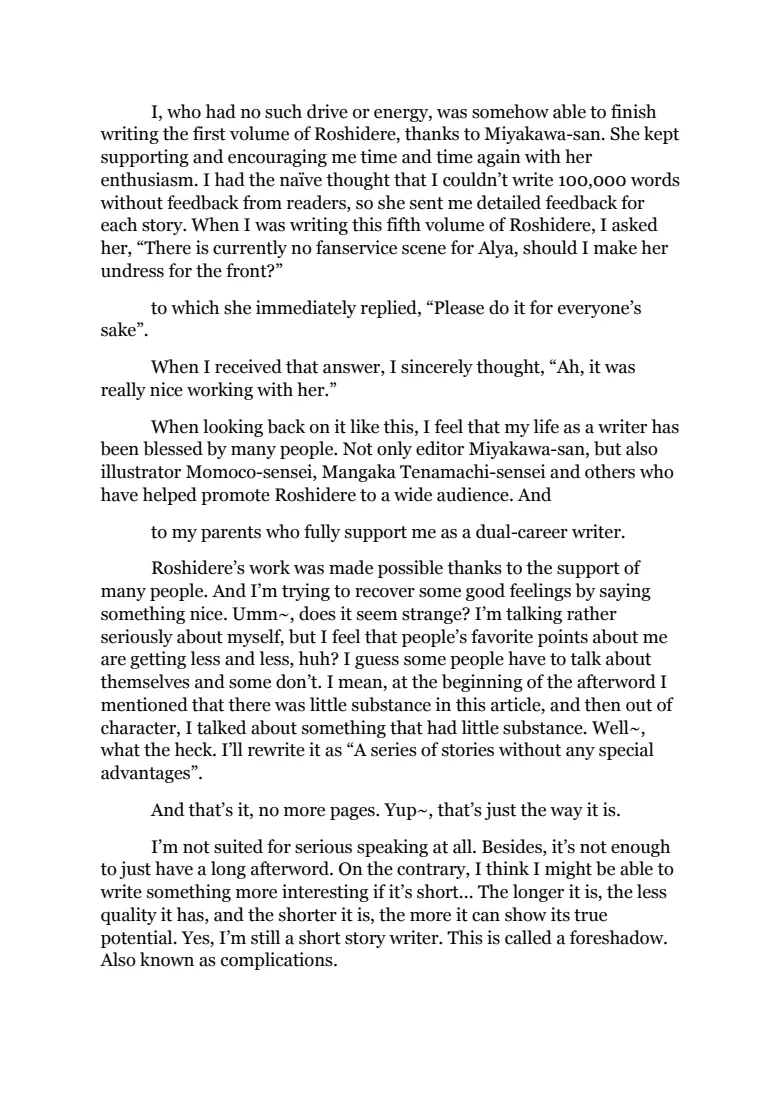 I, who had no such drive or energy, was somehow able to finish
writing the first volume of Roshidere, thanks to Miyakawa-san. She kept
supporting and encouraging me time and time again with her
enthusiasm. I had the naïve thought that I couldn’t write 100,000 words
without feedback from readers, so she sent me detailed feedback for
each story. When I was writing this fifth volume of Roshidere, I asked
her, “There is currently no fanservice scene for Alya, should I make her
undress for the front?”
to which she immediately replied, “Please do it for everyone’s
sake”.
When I received that answer, I sincerely thought, “Ah, it was
really nice working with her.”
When looking back on it like this, I feel that my life as a writer has
been blessed by many people. Not only editor Miyakawa-san, but also
illustrator Momoco-sensei, Mangaka Tenamachi-sensei and others who
have helped promote Roshidere to a wide audience. And
to my parents who fully support me as a dual-career writer.
Roshidere’s work was made possible thanks to the support of
many people. And I’m trying to recover some good feelings by saying
something nice. Umm~, does it seem strange? I’m talking rather
seriously about myself, but I feel that people’s favorite points about me
are getting less and less, huh? I guess some people have to talk about
themselves and some don’t. I mean, at the beginning of the afterword I
mentioned that there was little substance in this article, and then out of
character, I talked about something that had little substance. Well~,
what the heck. I’ll rewrite it as “A series of stories without any special
advantages”.
And that’s it, no more pages. Yup~, that’s just the way it is.
I’m not suited for serious speaking at all. Besides, it’s not enough
to just have a long afterword. On the contrary, I think I might be able to
write something more interesting if it’s short... The longer it is, the less
quality it has, and the shorter it is, the more it can show its true
potential. Yes, I’m still a short story writer. This is called a foreshadow.
Also known as complications.